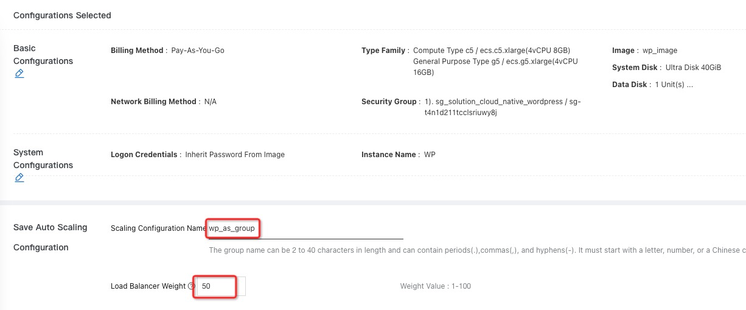 Configurations Selected
Basic Configurations
Billing Method : Pay-As-You-Go
Type Family : Compute Type c5 / ecs.c5.xlarge(4vCPU 8GB)
General Purpose Type g5 / ecs.g5.xlarge(4vCPU 16GB)
Image : wp_image
System Disk : Ultra Disk 40GiB
Data Disk : 1 Unit(s) ...
Network Billing Method : N/A
Security Group : 1). sg_solution_cloud_native_wordpress / sg-t4n1d211tcclsriuwy8j
System Configurations
Logon Credentials : Inherit Password From Image
Instance Name : WP
Save Auto Scaling Configuration
Scaling Configuration Name wp_as_group
The group name can be 2 to 40 characters in length and can contain periods(.),commas(,), and hyphens(-). It must start with a letter, number, or a Chinese c
Load Balancer Weight 50
Weight Value : 1-100